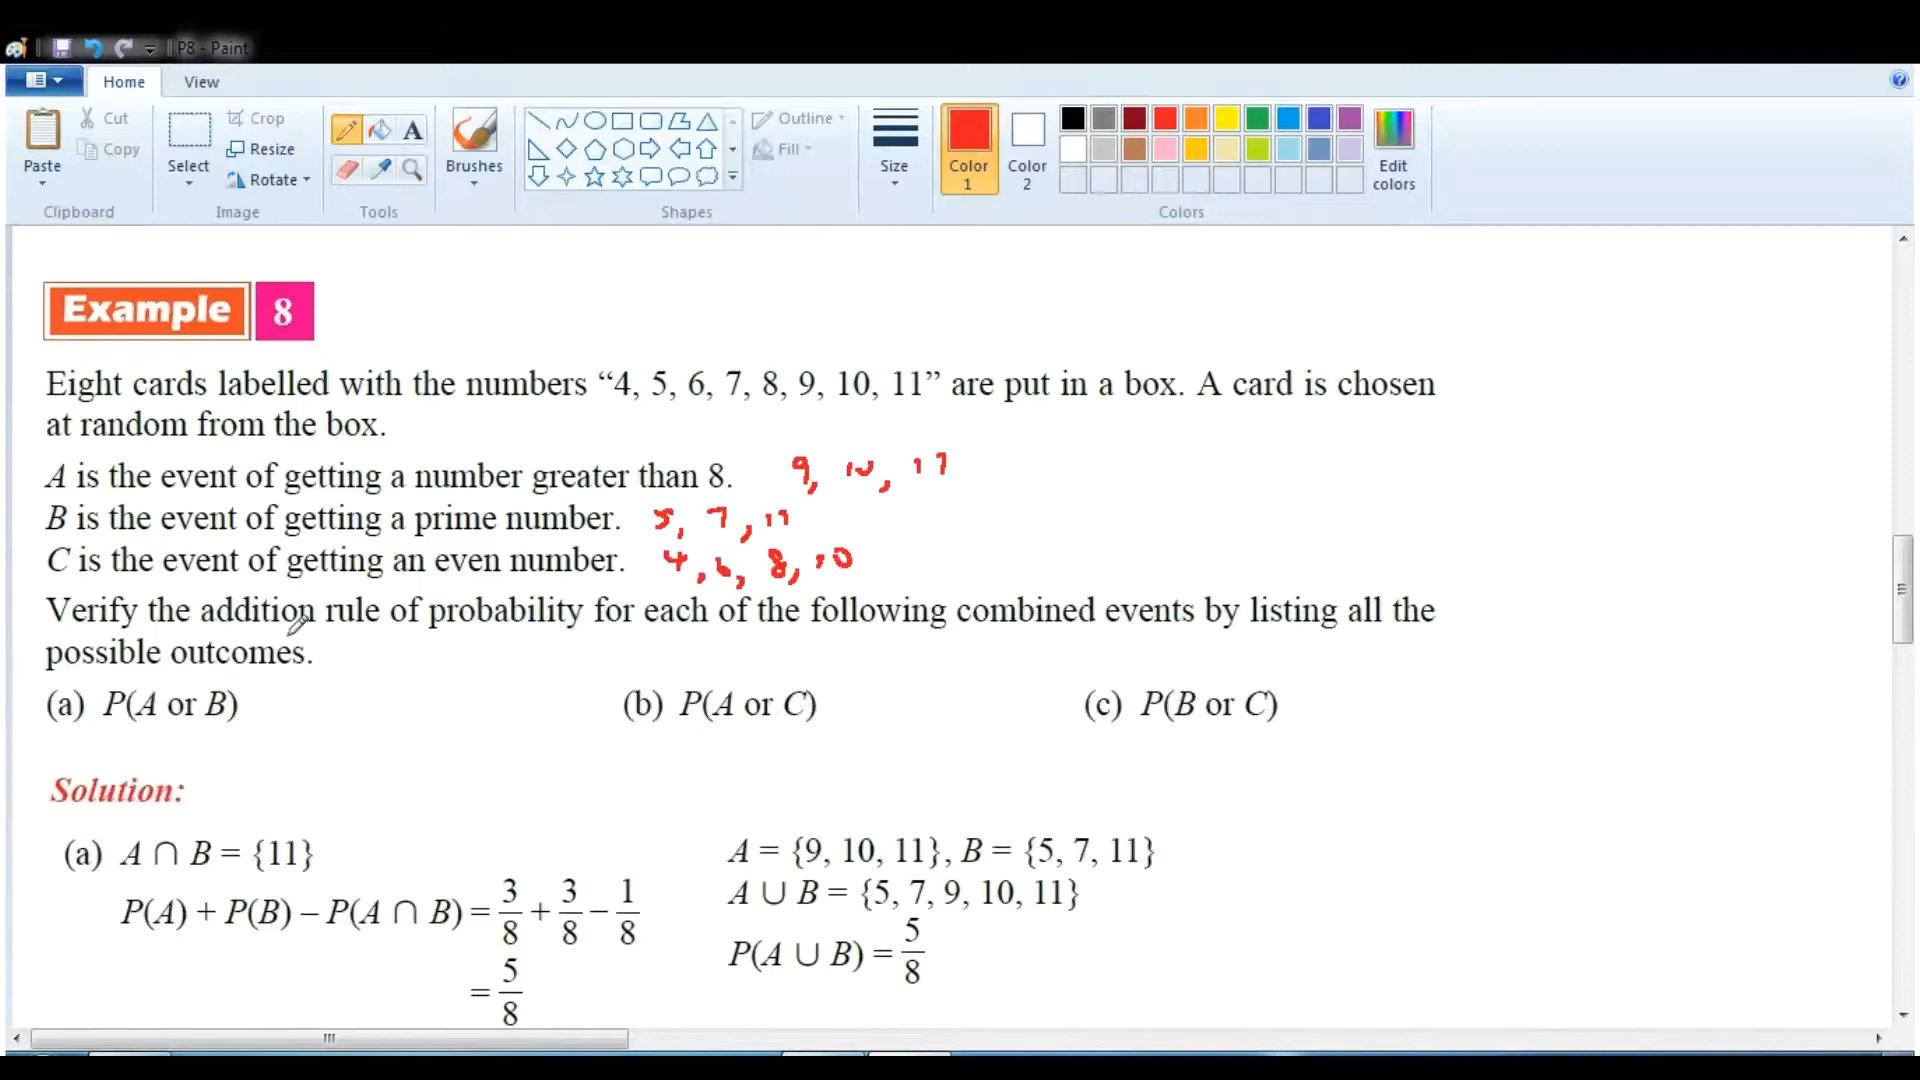 P8 - Paint
Home View
Cut
Copy
Paste
Clipboard
Crop
Resize
Rotate
Select
Image
A
Tools
Brushes
Outline
Fill
Shapes
Size
Color 1
Color 2
Edit colors
Colors
Example 8
Eight cards labelled with the numbers “4, 5, 6, 7, 8, 9, 10, 11” are put in a box. A card is chosen
at random from the box.
A is the event of getting a number greater than 8. 9, 10, 11
B is the event of getting a prime number. 5, 7, 11
C is the event of getting an even number. 4, 6, 8, 10
Verify the addition rule of probability for each of the following combined events by listing all the
possible outcomes.
(a) P(A or B) (b) P(A or C) (c) P(B or C)
Solution:
(a) A ∩ B = {11} A = {9, 10, 11}, B = {5, 7, 11}
A ∪ B = {5, 7, 9, 10, 11}
P(A) + P(B) – P(A ∩ B) = 3/8 + 3/8 – 1/8
P(A ∪ B) = 5/8
= 5/8